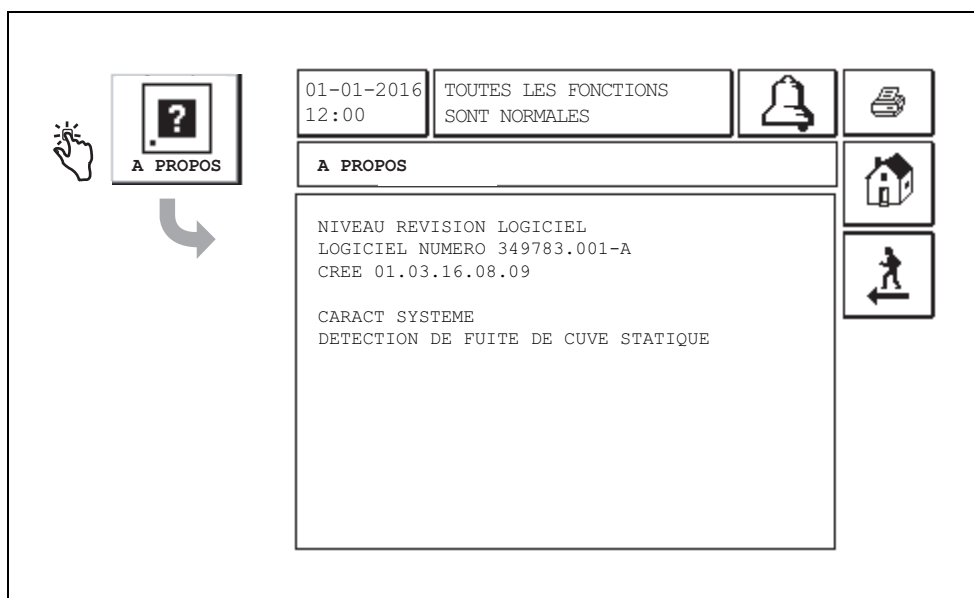 A PROPOS
01-01-2016
12:00
TOUTES LES FONCTIONS
SONT NORMALES
A PROPOS
NIVEAU REVISION LOGICIEL
LOGICIEL NUMERO 349783.001-A
CREE 01.03.16.08.09
CARACT SYSTEME
DETECTION DE FUITE DE CUVE STATIQUE